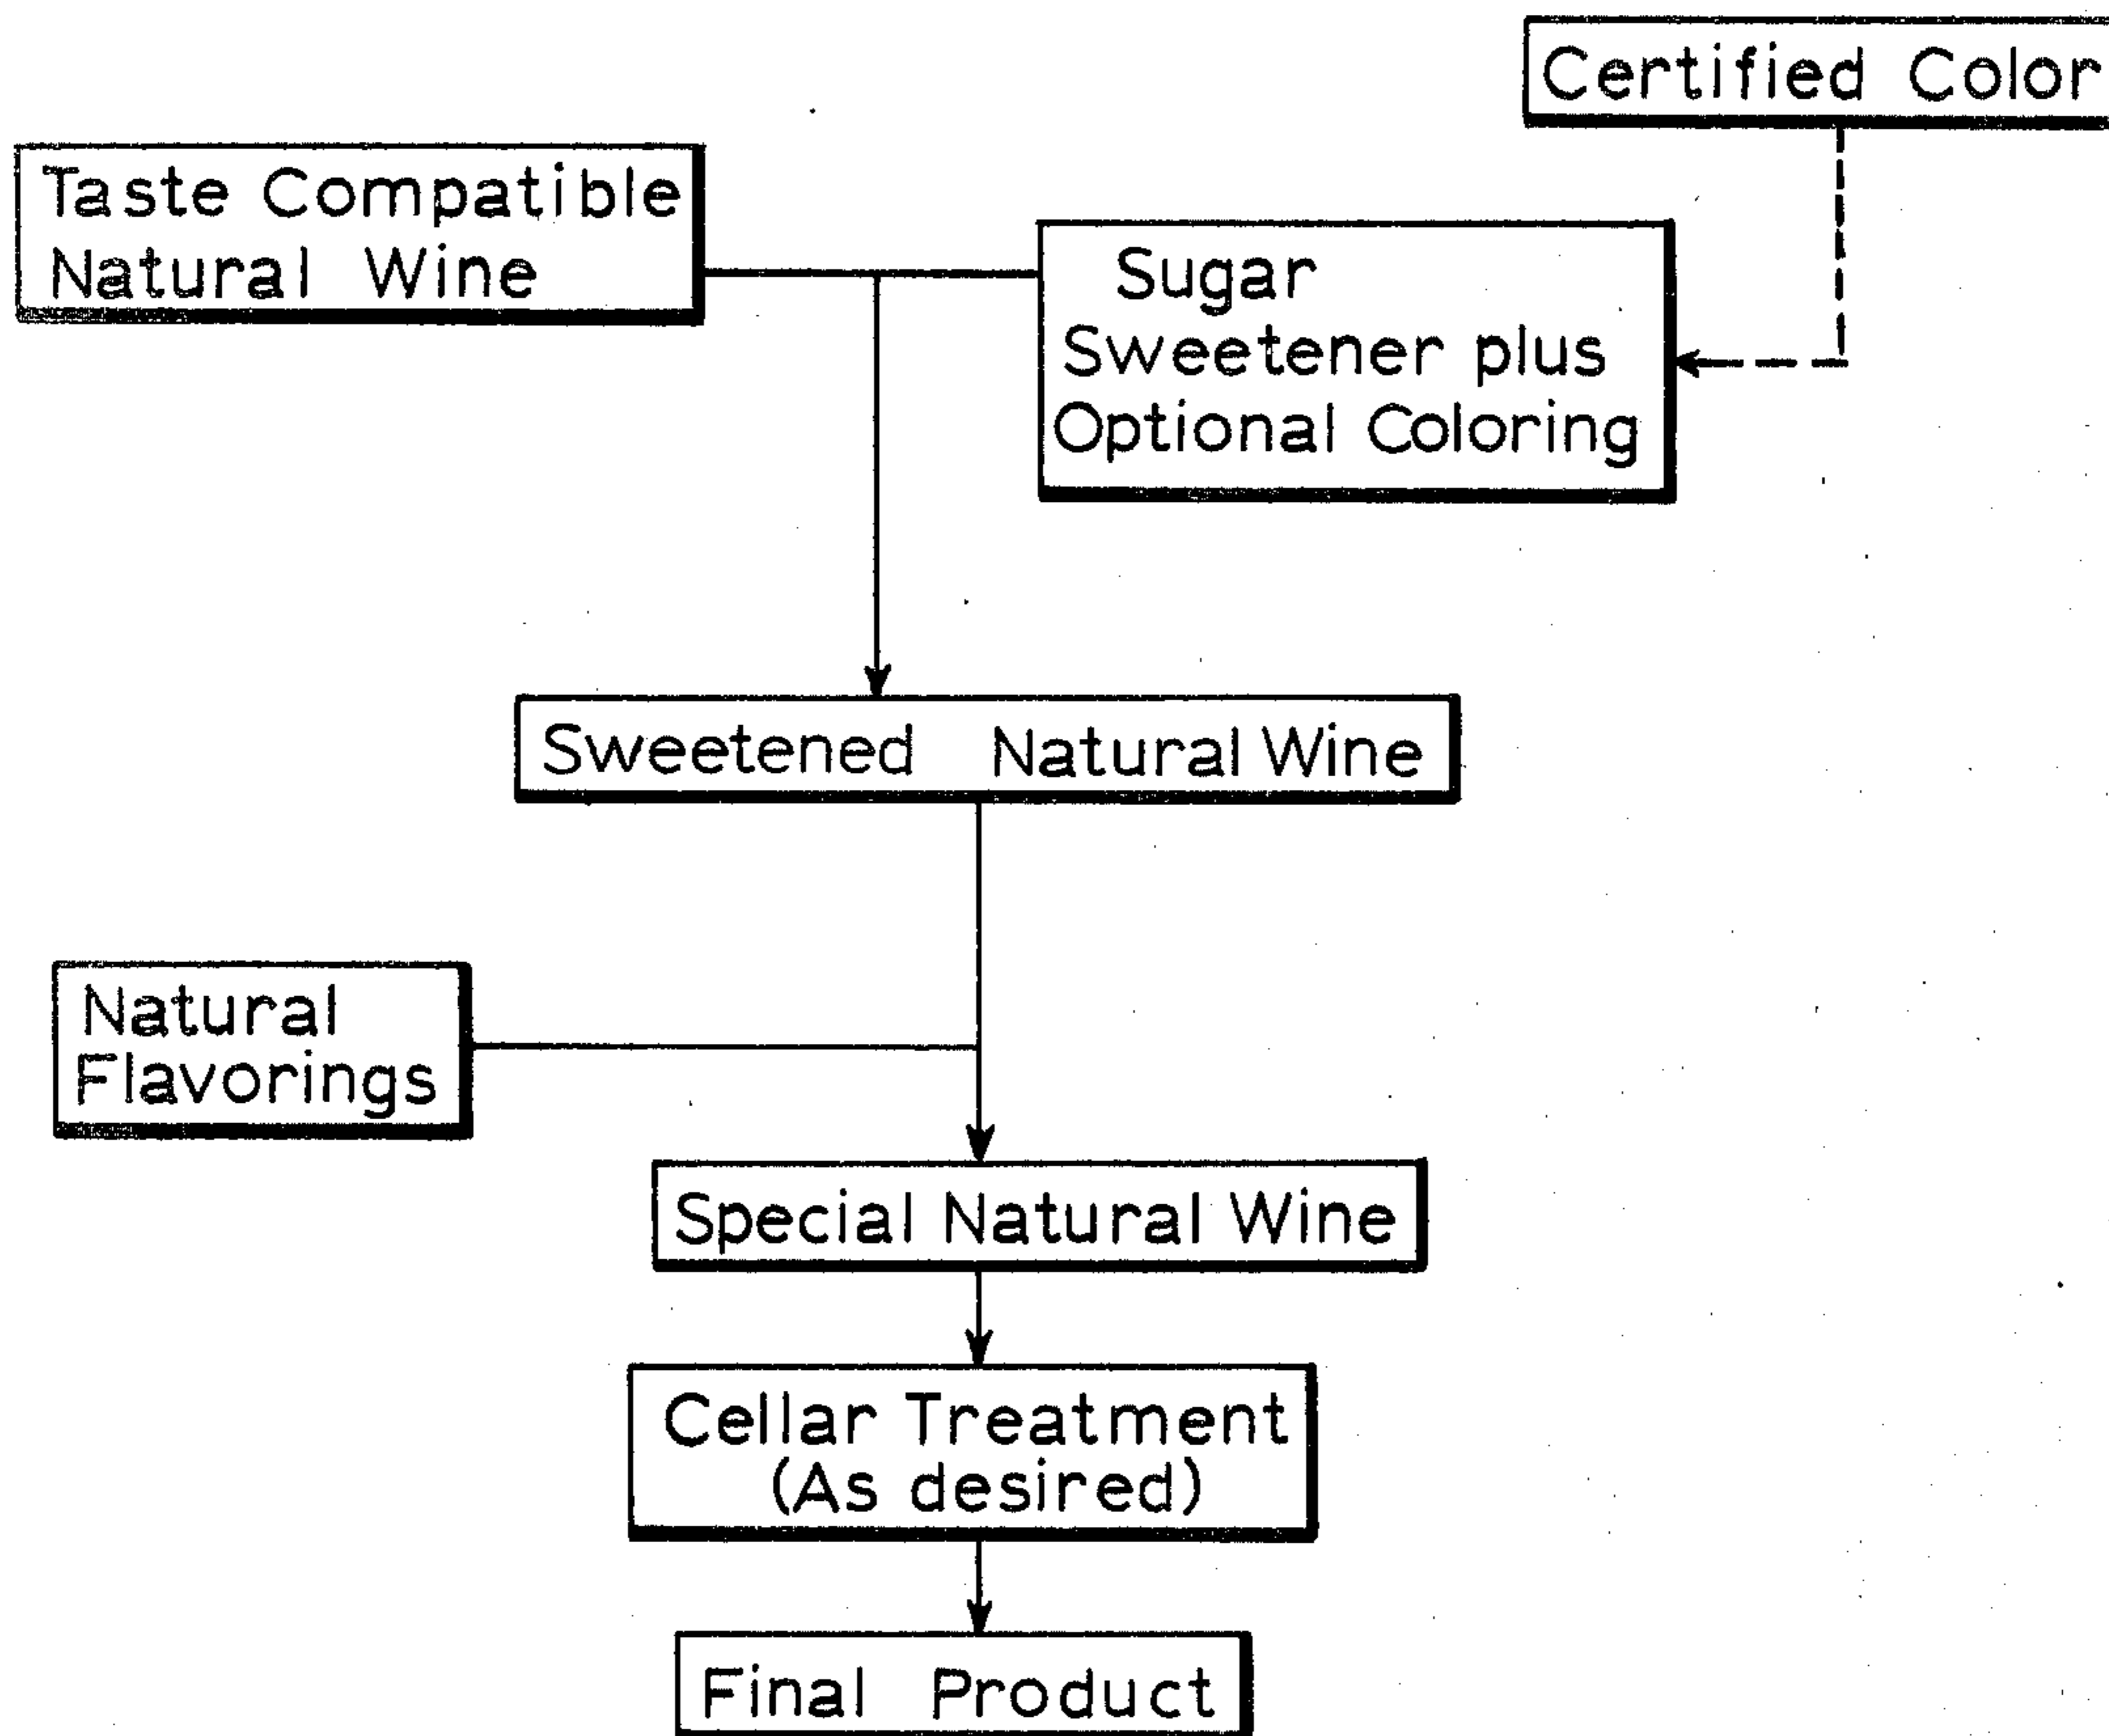 Certified Color
Taste Compatible
Natural Wine
Sugar
Sweetener plus
Optional Coloring
Sweetened Natural Wine
Natural
Flavorings
Special Natural Wine
Cellar Treatment
(As desired)
Final Product